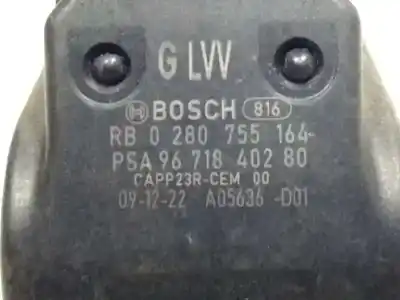 G LVV
BOSCH 816
RB 0 280 755 164-
PSA 96 718 402 80
CAPP23R-CEM 00
09-12-22 A05636 -D01